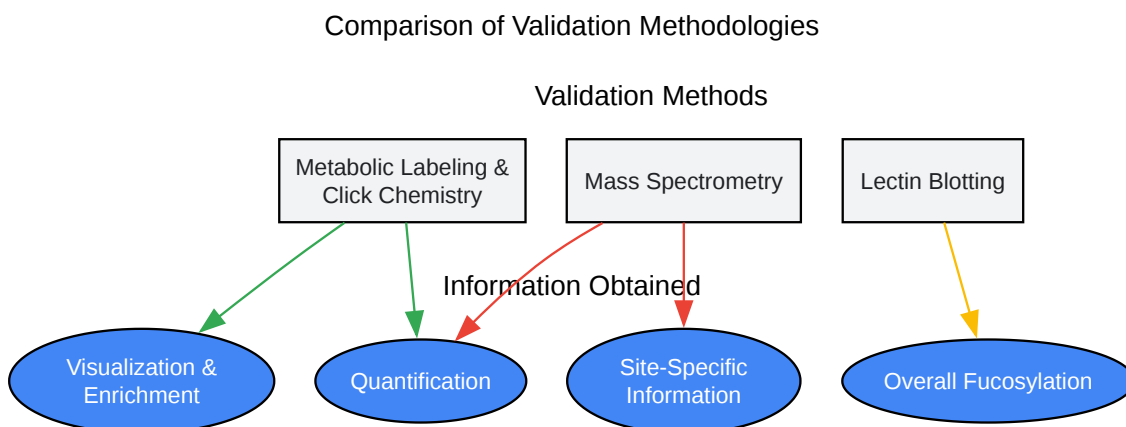 Comparison of Validation Methodologies
Validation Methods
Metabolic Labeling &
Click Chemistry
Mass Spectrometry
Lectin Blotting
Information Obtained
Visualization &
Enrichment
Quantification
Site-Specific
Information
Overall Fucosylation